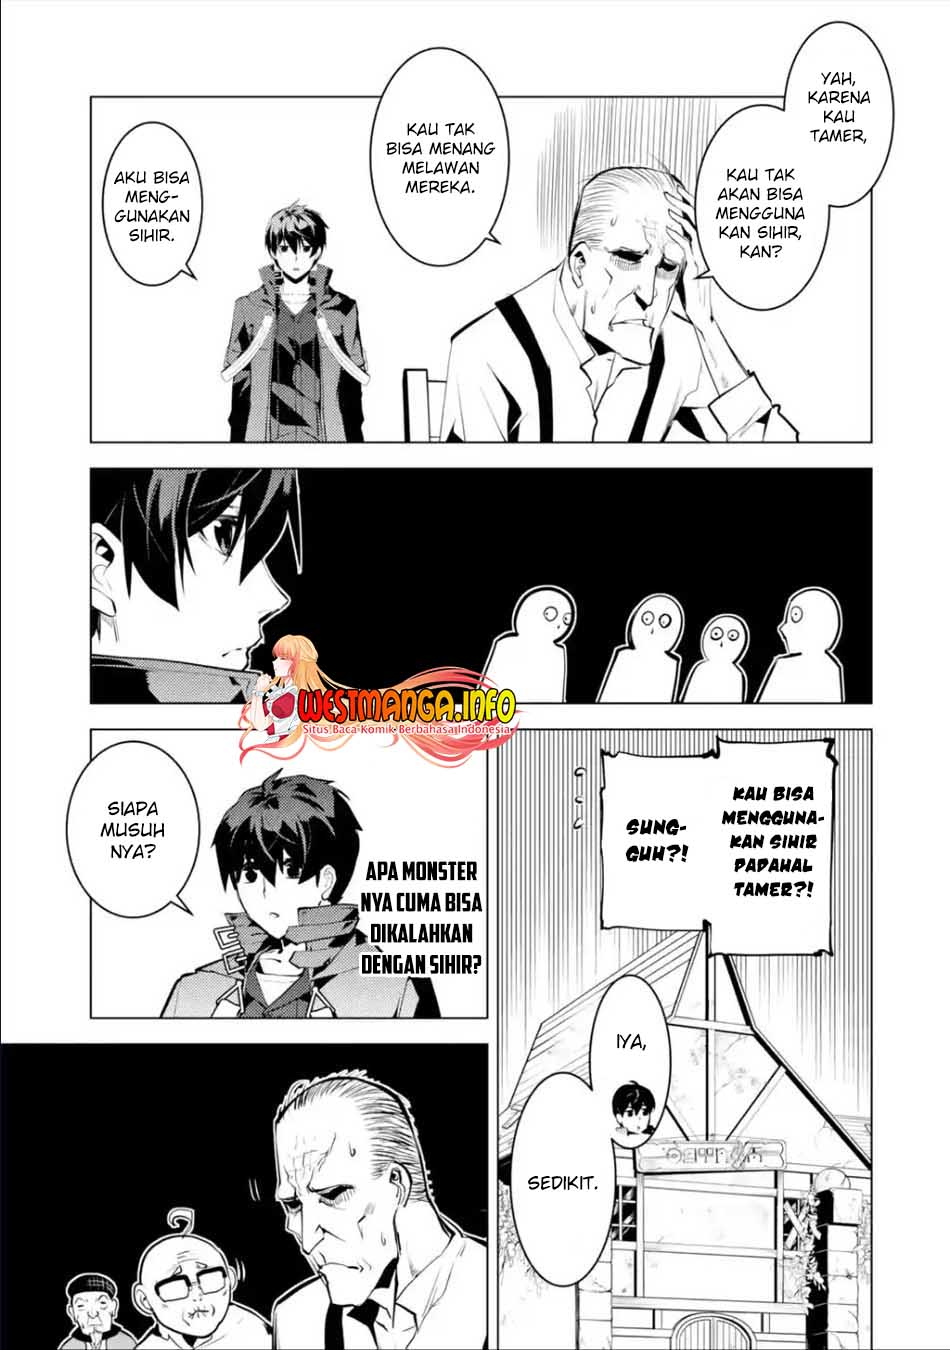 YAH,
KARENA
KAU
TAMER,
KAU TAK
AKAN BISA
MENGGUNA
KAN SIHIR,
KAN?
KAU TAK
BISA MENANG
MELAWAN
MEREKA.
AKU BISA
MENG-
GUNAKAN
SIHIR.
WESTMANGA.INFO
Situs Baca Komik Berbahasa Indonesia
KAU BISA
MENGGUNA-
KAN SIHIR
PADAHAL
TAMER?!
SUNG-
GUH?!
IYA,
SEDIKIT.
SIAPA
MUSUH
NYA?
APA MONSTER
NYA CUMA BISA
DIKALAHKAN
DENGAN SIHIR?